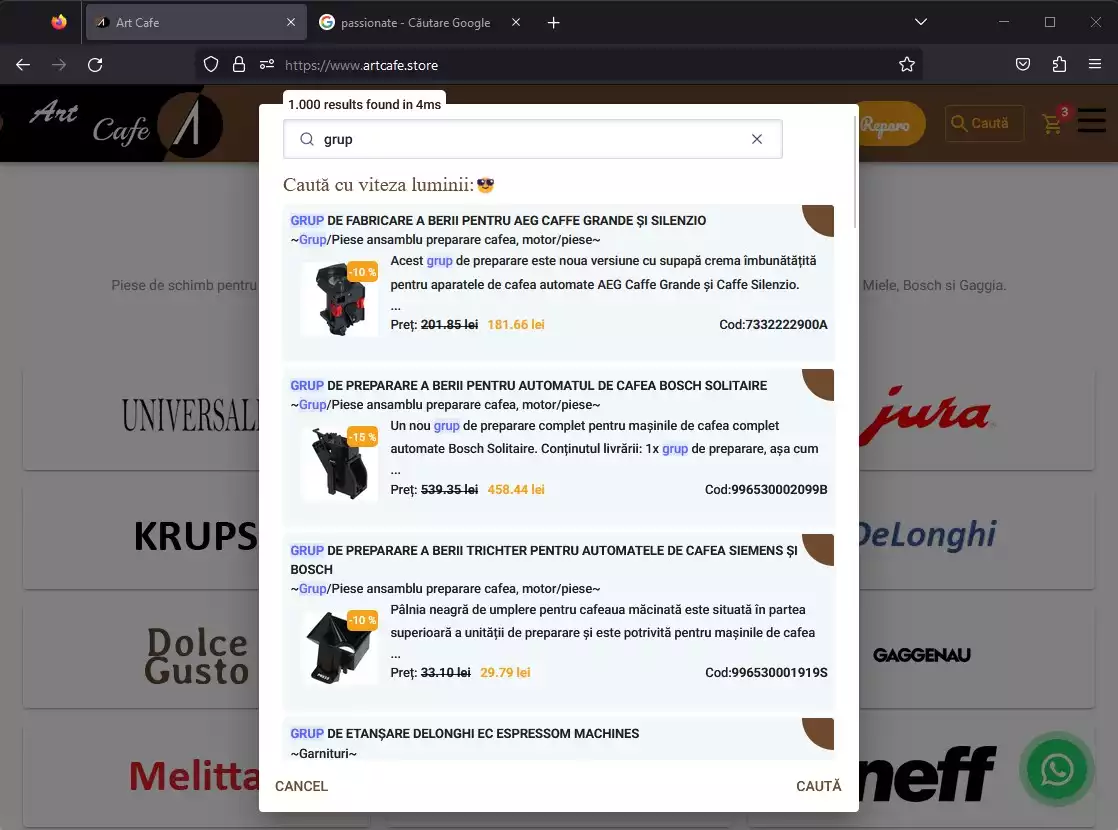 Art Cafe
passionate - Căutare Google
https://www.artcafe.store
Art
Cafe
Reparo
Caută
3
1.000 results found in 4ms
grup
Caută cu viteza luminii:😎
GRUP DE FABRICARE A BERII PENTRU AEG CAFFE GRANDE ȘI SILENZIO
~Grup/Piese ansamblu preparare cafea, motor/piese~
-10 %
Acest grup de preparare este noua versiune cu supapă crema îmbunătățită
pentru aparatele de cafea automate AEG Caffe Grande și Caffe Silenzio.
...
Preț: 201.85 lei 181.66 lei Cod:7332222900A
GRUP DE PREPARARE A BERII PENTRU AUTOMATUL DE CAFEA BOSCH SOLITAIRE
~Grup/Piese ansamblu preparare cafea, motor/piese~
-15 %
Un nou grup de preparare complet pentru mașinile de cafea complet
automate Bosch Solitaire. Conținutul livrării: 1x grup de preparare, așa cum
...
Preț: 539.35 lei 458.44 lei Cod:996530002099B
GRUP DE PREPARARE A BERII TRICHTER PENTRU AUTOMATELE DE CAFEA SIEMENS ȘI
BOSCH
~Grup/Piese ansamblu preparare cafea, motor/piese~
-10 %
Pâlnia neagră de umplere pentru cafeaua măcinată este situată în partea
superioară a unității de preparare și este potrivită pentru mașinile de cafea
...
Preț: 33.10 lei 29.79 lei Cod:996530001919S
GRUP DE ETANȘARE DELONGHI EC ESPRESSOM MACHINES
~Garnituri~
CANCEL CAUTĂ
Piese de schimb pentru
Miele, Bosch si Gaggia.
UNIVERSAL
jura
KRUPS
DeLonghi
Dolce
Gusto
GAGGENAU
Melitta
neff